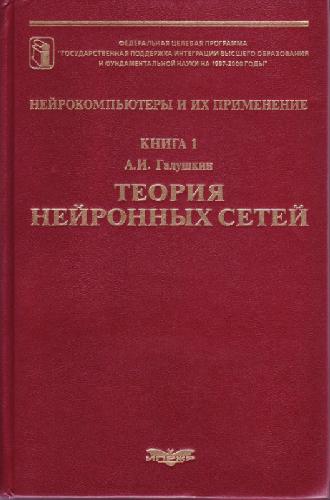 ФЕДЕРАЛЬНАЯ ЦЕЛЕВАЯ ПРОГРАММА
"ГОСУДАРСТВЕННАЯ ПОДДЕРЖКА ИНТЕГРАЦИИ ВЫСШЕГО ОБРАЗОВАНИЯ
И ФУНДАМЕНТАЛЬНОЙ НАУКИ НА 1997-2000 ГОДЫ"
НЕЙРОКОМПЬЮТЕРЫ И ИХ ПРИМЕНЕНИЕ
КНИГА 1
А.И. Галушкин
ТЕОРИЯ
НЕЙРОННЫХ СЕТЕЙ
ИПРЖР